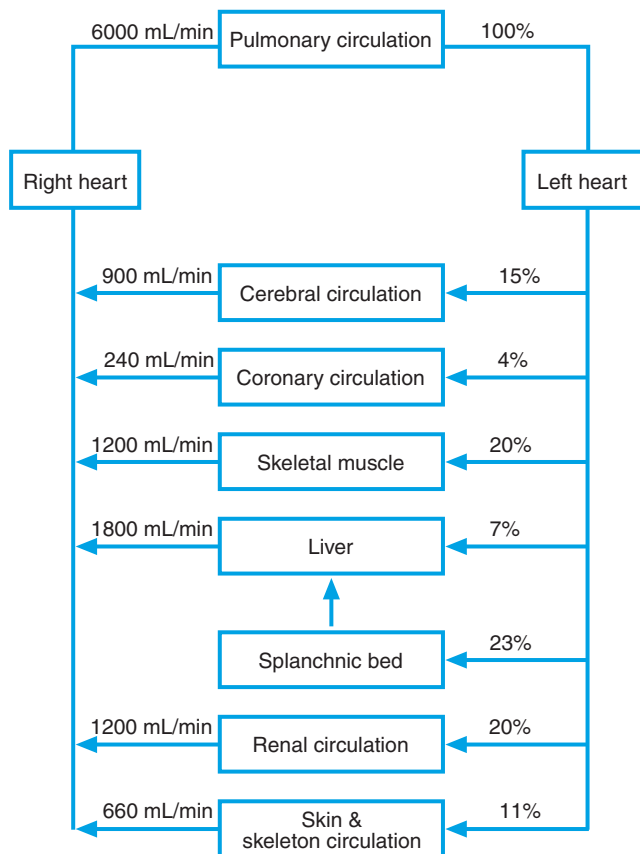 6000 mL/min
Pulmonary circulation
100%
Right heart
Left heart
900 mL/min
Cerebral circulation
15%
240 mL/min
Coronary circulation
4%
1200 mL/min
Skeletal muscle
20%
1800 mL/min
Liver
7%
Splanchnic bed
23%
1200 mL/min
Renal circulation
20%
660 mL/min
Skin &
skeleton circulation
11%